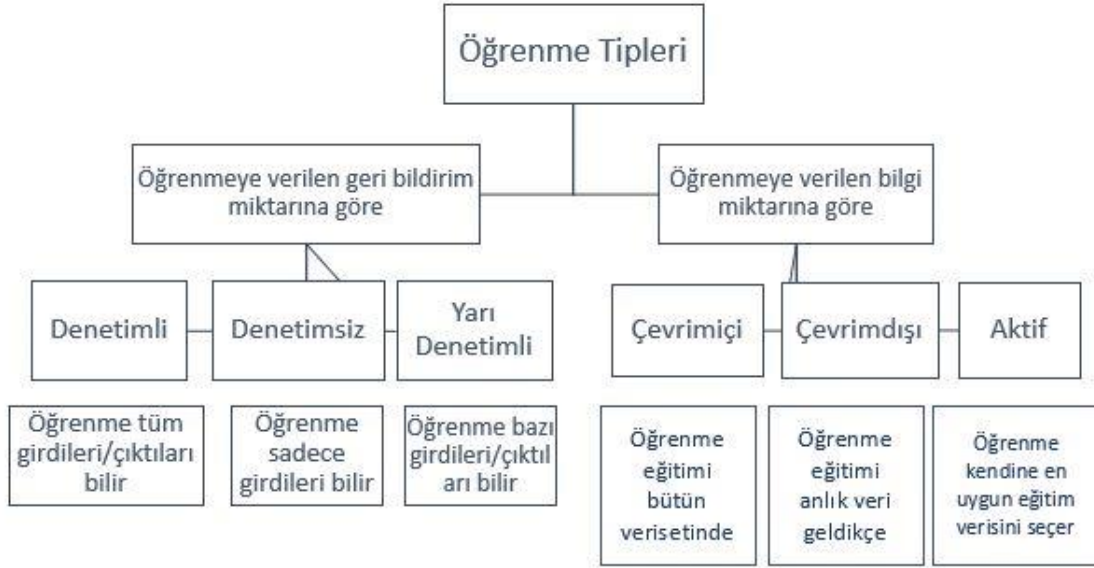 Öğrenme Tipleri
Öğrenmeye verilen geri bildirim
miktarına göre
Öğrenmeye verilen bilgi
miktarına göre
Denetimli
Denetimsiz
Yarı
Denetimli
Çevrimiçi
Çevrimdışı
Aktif
Öğrenme tüm
girdileri/çıktıları
bilir
Öğrenme
sadece
girdileri bilir
Öğrenme bazı
girdileri/çıktıl
arı bilir
Öğrenme
eğitimi
bütün
verisetinde
Öğrenme
eğitimi
anlık veri
geldikçe
Öğrenme
kendine en
uygun eğitim
verisini seçer